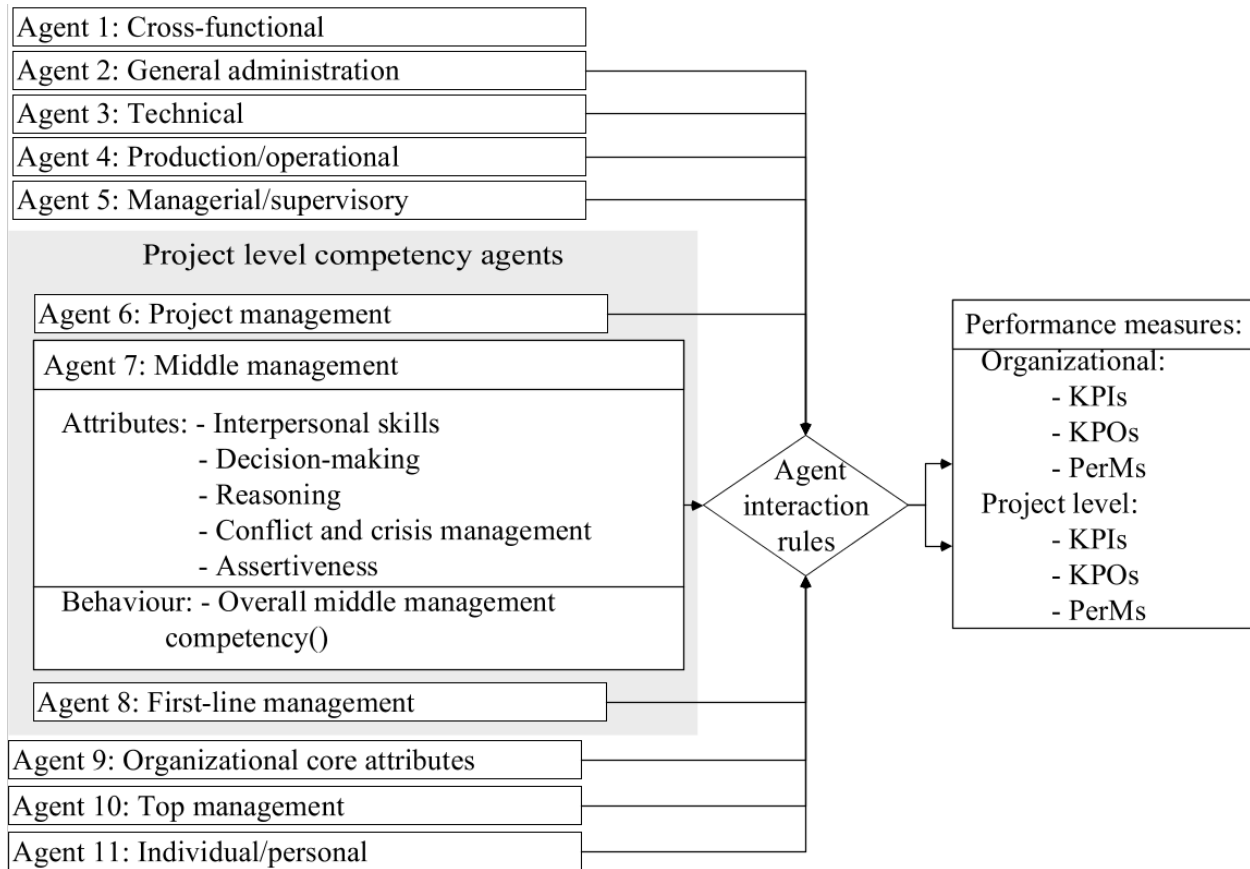 Agent 1: Cross-functional
Agent 2: General administration
Agent 3: Technical
Agent 4: Production/operational
Agent 5: Managerial/supervisory
Project level competency agents
Agent 6: Project management
Agent 7: Middle management
Attributes: - Interpersonal skills
- Decision-making
- Reasoning
- Conflict and crisis management
- Assertiveness
Behaviour: - Overall middle management
competency()
Agent 8: First-line management
Agent 9: Organizational core attributes
Agent 10: Top management
Agent 11: Individual/personal
Agent
interaction
rules
Performance measures:
Organizational:
- KPIs
- KPOs
- PerMs
Project level:
- KPIs
- KPOs
- PerMs